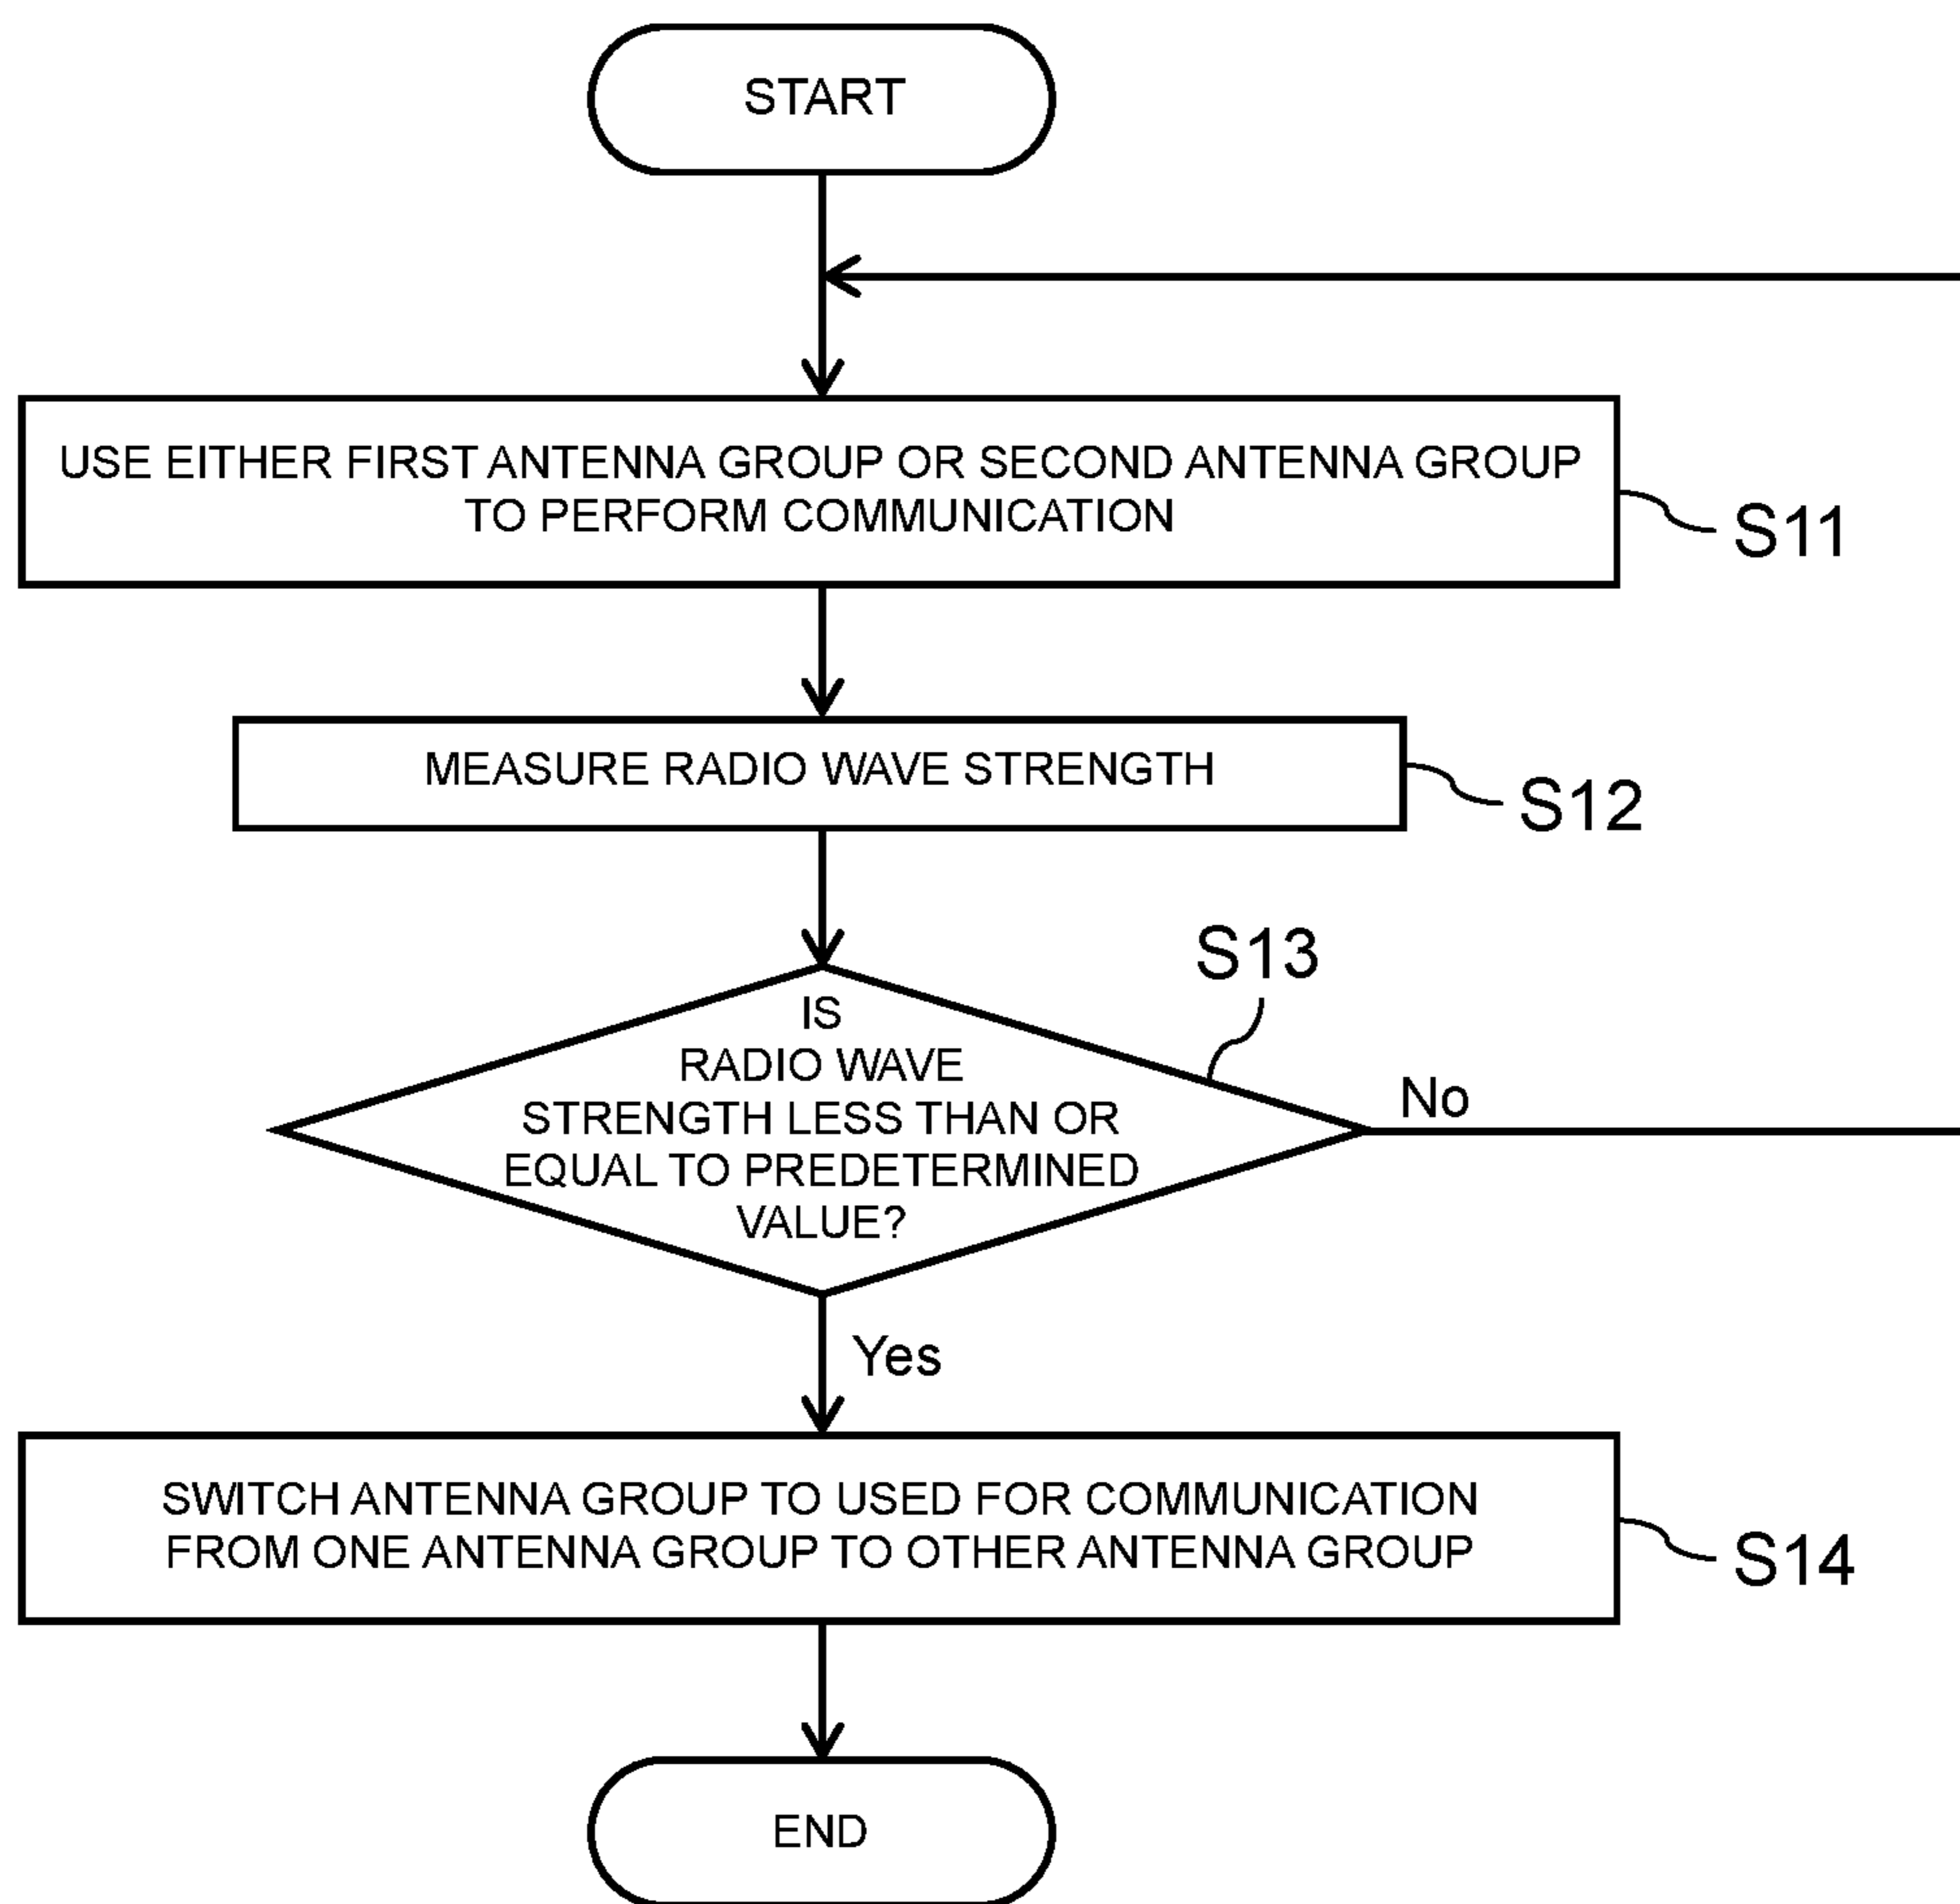 START
USE EITHER FIRST ANTENNA GROUP OR SECOND ANTENNA GROUP
TO PERFORM COMMUNICATION
S11
MEASURE RADIO WAVE STRENGTH
S12
S13
IS
RADIO WAVE
STRENGTH LESS THAN OR
EQUAL TO PREDETERMINED
VALUE?
No
Yes
SWITCH ANTENNA GROUP TO USED FOR COMMUNICATION
FROM ONE ANTENNA GROUP TO OTHER ANTENNA GROUP
S14
END